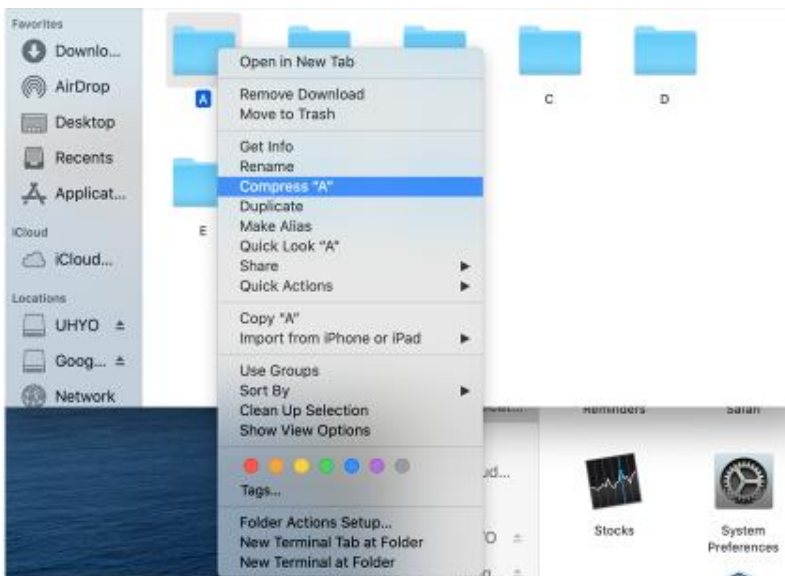 Favorites
Downlo...
AirDrop
Desktop
Recents
Applicat...
iCloud
iCloud...
Locations
UHYO
Goog...
Network
A
C
D
E
Open in New Tab
Remove Download
Move to Trash
Get Info
Rename
Compress "A"
Duplicate
Make Alias
Quick Look "A"
Share
Quick Actions
Copy "A"
Import from iPhone or iPad
Use Groups
Sort By
Clean Up Selection
Show View Options
Tags...
Folder Actions Setup...
New Terminal Tab at Folder
New Terminal at Folder
Reminders
Safari
Stocks
System
Preferences